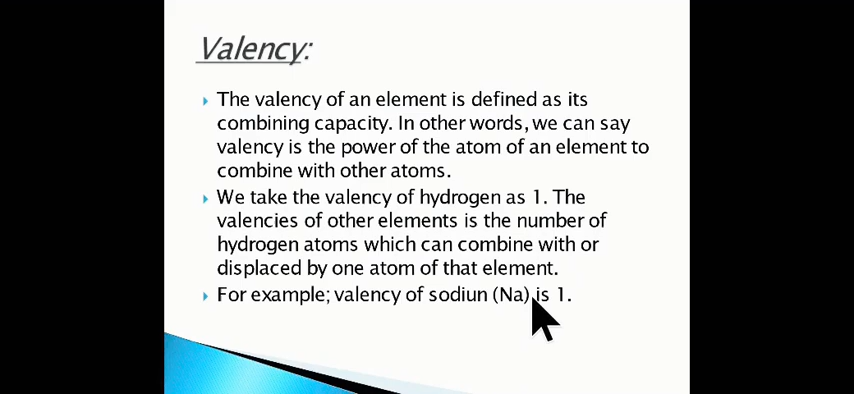 Valency:
The valency of an element is defined as its
combining capacity. In other words, we can say
valency is the power of the atom of an element to
combine with other atoms.
We take the valency of hydrogen as 1. The
valencies of other elements is the number of
hydrogen atoms which can combine with or
displaced by one atom of that element.
For example; valency of sodiun (Na) is 1.